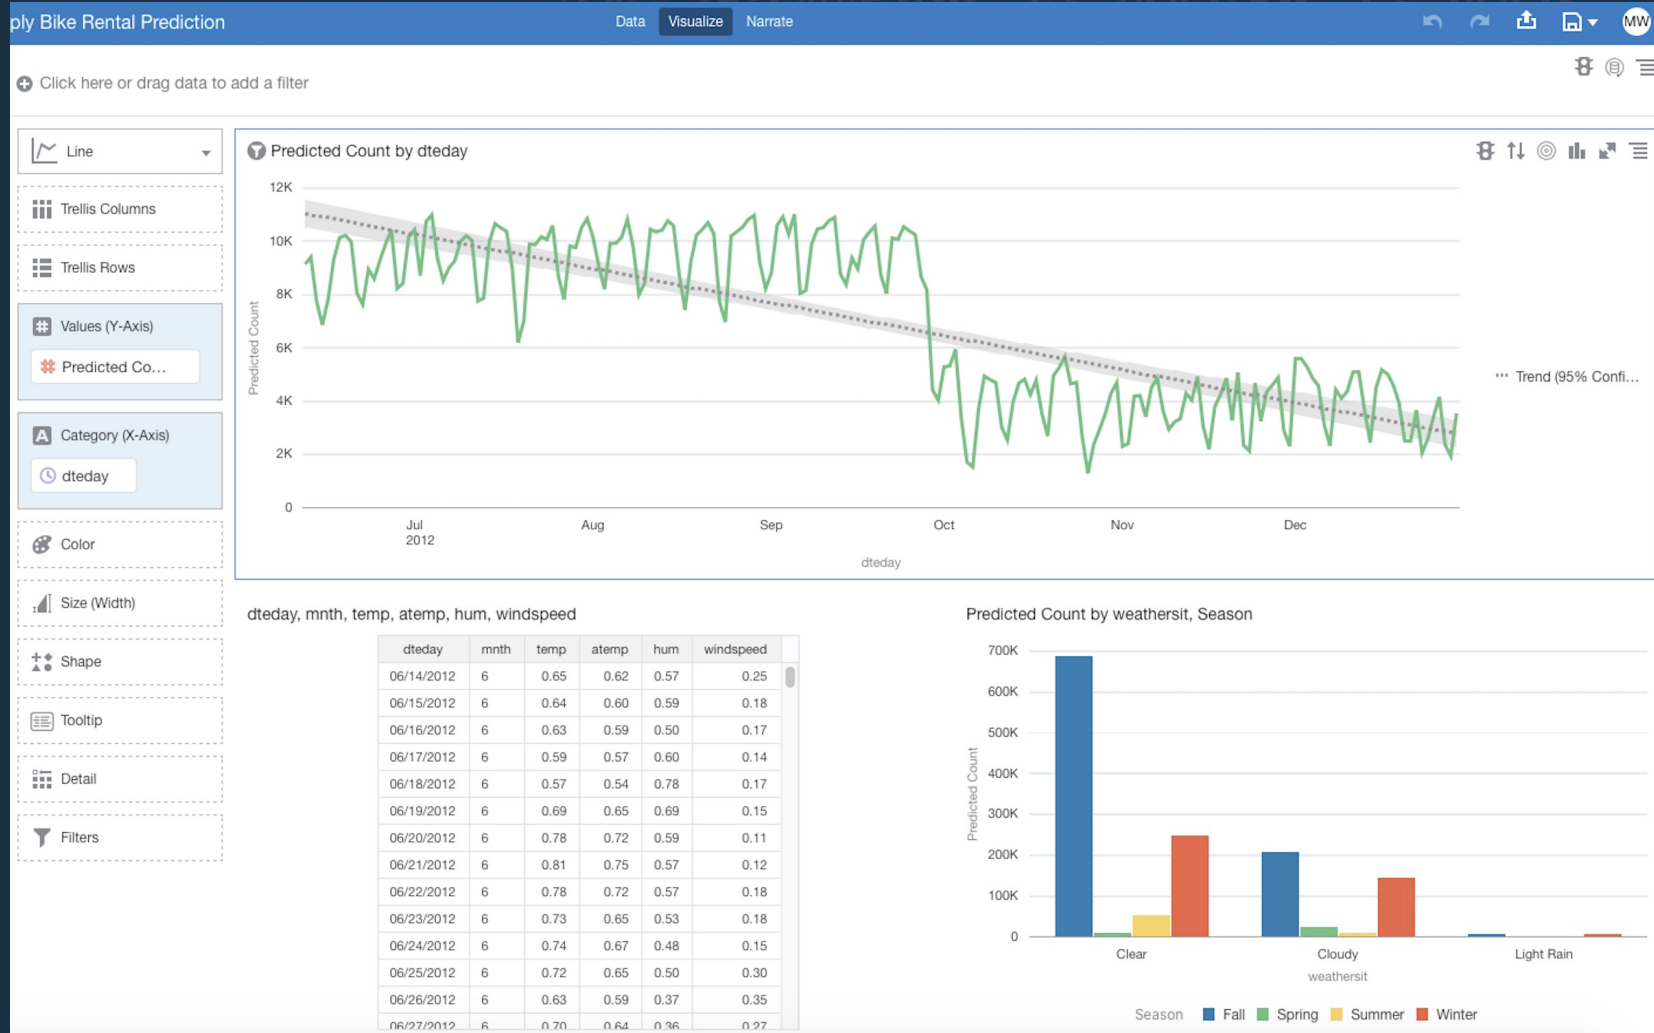 ply Bike Rental Prediction
Data Visualize Narrate
MW
Click here or drag data to add a filter
Line
Trellis Columns
Trellis Rows
Values (Y-Axis)
Predicted Co...
Category (X-Axis)
dteday
Color
Size (Width)
Shape
Tooltip
Detail
Filters
Predicted Count by dteday
Predicted Count
12K
10K
8K
6K
4K
2K
0
Jul Aug Sep Oct Nov Dec
2012
dteday
Trend (95% Confi...
dteday, mnth, temp, atemp, hum, windspeed
dteday mnth temp atemp hum windspeed
06/14/2012 6 0.65 0.62 0.57 0.25
06/15/2012 6 0.64 0.60 0.59 0.18
06/16/2012 6 0.63 0.59 0.50 0.17
06/17/2012 6 0.59 0.57 0.60 0.14
06/18/2012 6 0.57 0.54 0.78 0.17
06/19/2012 6 0.69 0.65 0.69 0.15
06/20/2012 6 0.78 0.72 0.59 0.11
06/21/2012 6 0.81 0.75 0.57 0.12
06/22/2012 6 0.78 0.72 0.57 0.18
06/23/2012 6 0.73 0.65 0.53 0.18
06/24/2012 6 0.74 0.67 0.48 0.15
06/25/2012 6 0.72 0.65 0.50 0.30
06/26/2012 6 0.63 0.59 0.37 0.35
06/27/2012 6 0.70 0.64 0.36 0.27
Predicted Count by weathersit, Season
Predicted Count
700K
600K
500K
400K
300K
200K
100K
0
Clear Cloudy Light Rain
weathersit
Season Fall Spring Summer Winter